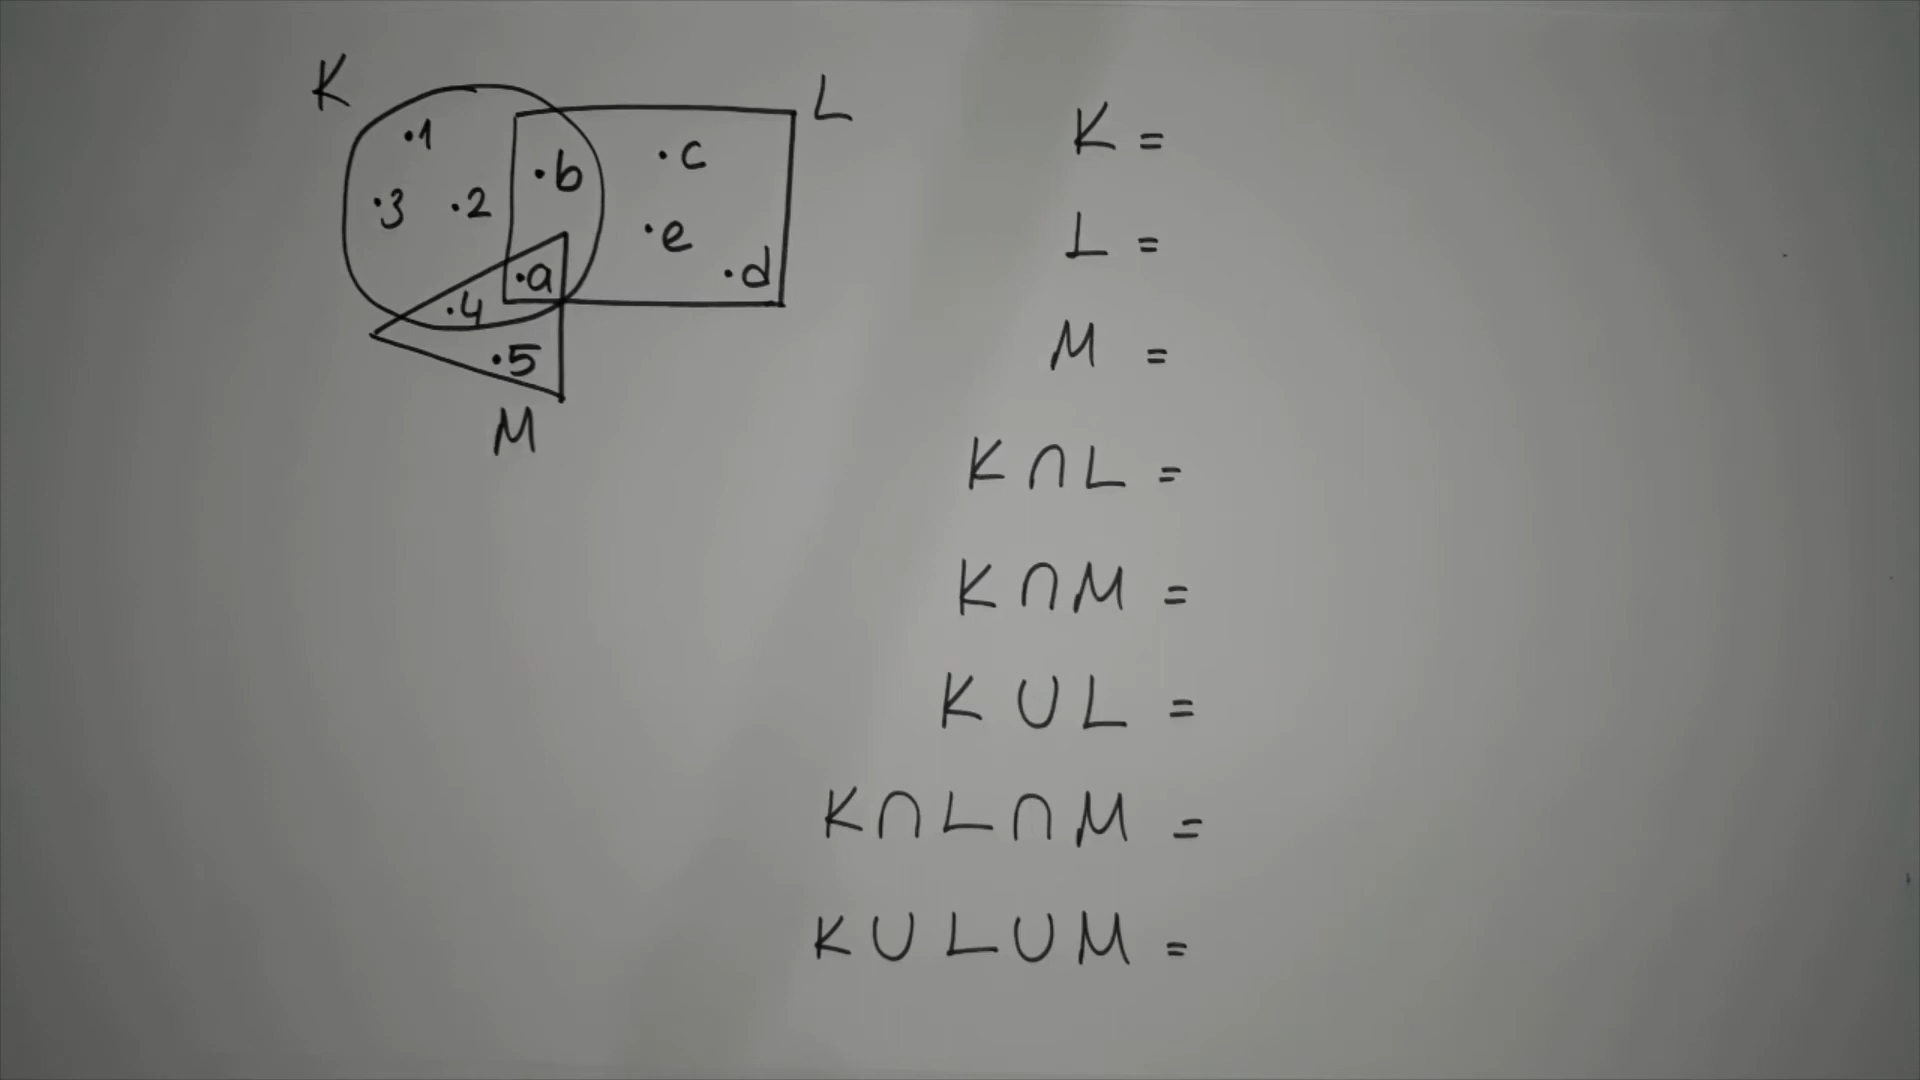 K
L
·1
·b
·c
·3
·2
·e
·a
·d
·4
·5
M
K =
L =
M =
K ∩ L =
K ∩ M =
K ∪ L =
K ∩ L ∩ M =
K ∪ L ∪ M =